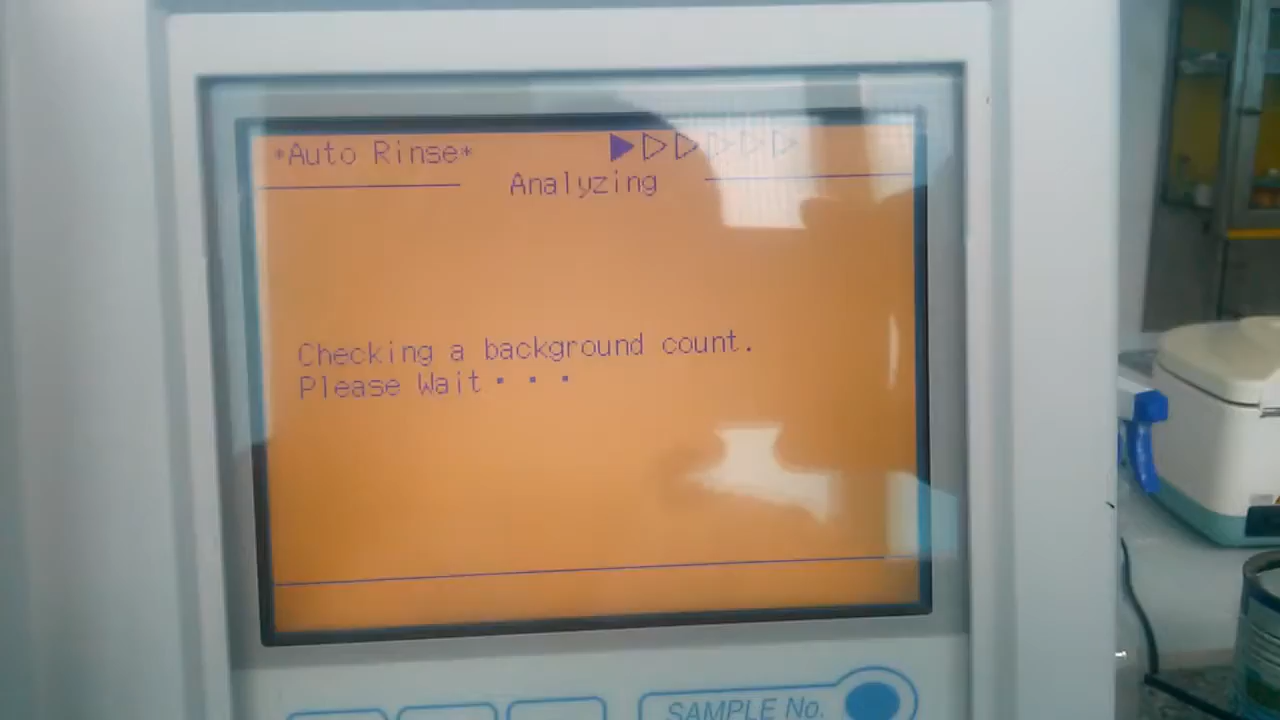 *Auto Rinse*
Analyzing
Checking a background count.
Please Wait・・・
SAMPLE No.